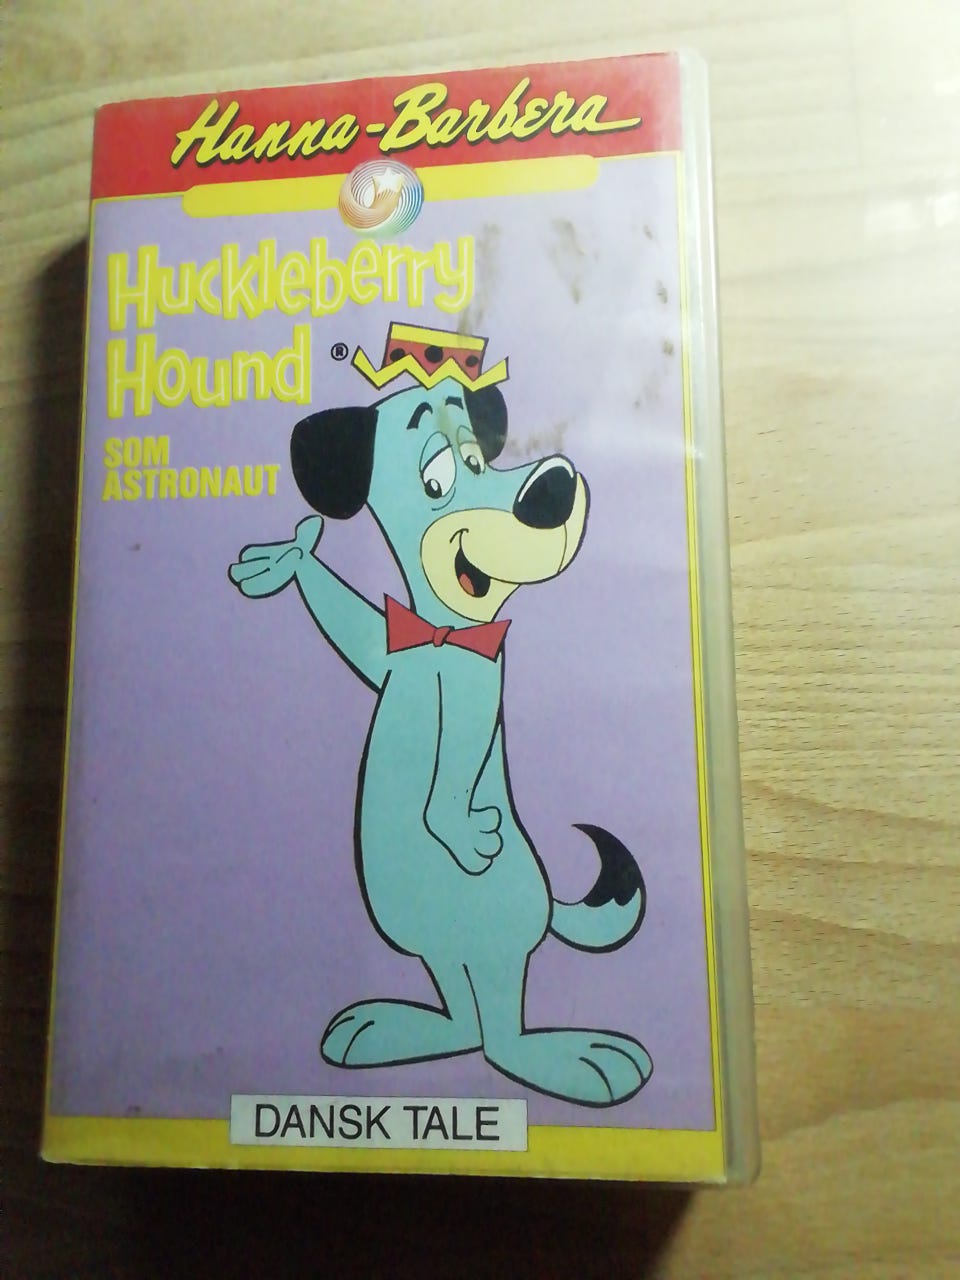 Hanna-Barbera
Huckleberry
Hound ®
SOM
ASTRONAUT
DANSK TALE